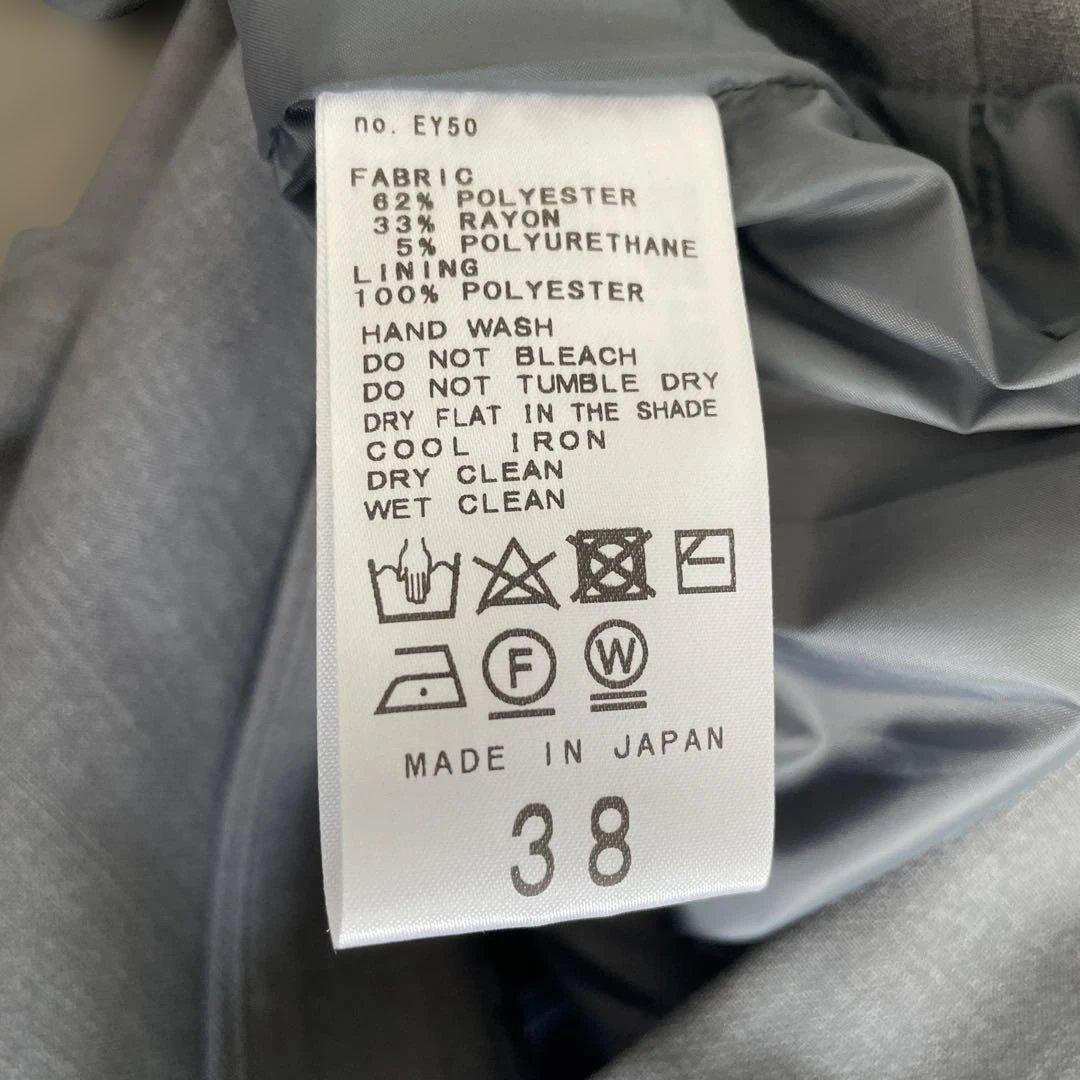 no. EY50
FABRIC
62% POLYESTER
33% RAYON
5% POLYURETHANE
LINING
100% POLYESTER
HAND WASH
DO NOT BLEACH
DO NOT TUMBLE DRY
DRY FLAT IN THE SHADE
COOL IRON
DRY CLEAN
WET CLEAN
F W
MADE IN JAPAN
38